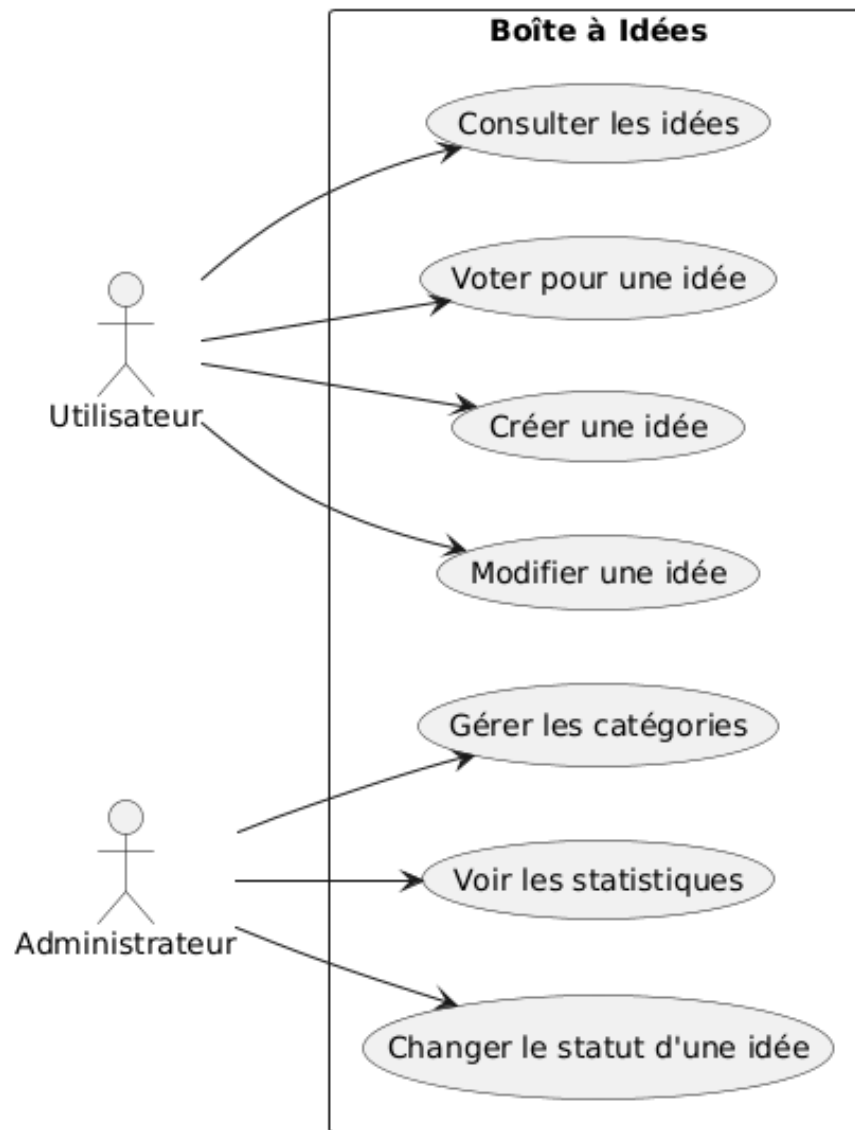 Boîte à Idées
Consulter les idées
Voter pour une idée
Créer une idée
Utilisateur
Modifier une idée
Gérer les catégories
Voir les statistiques
Administrateur
Changer le statut d'une idée